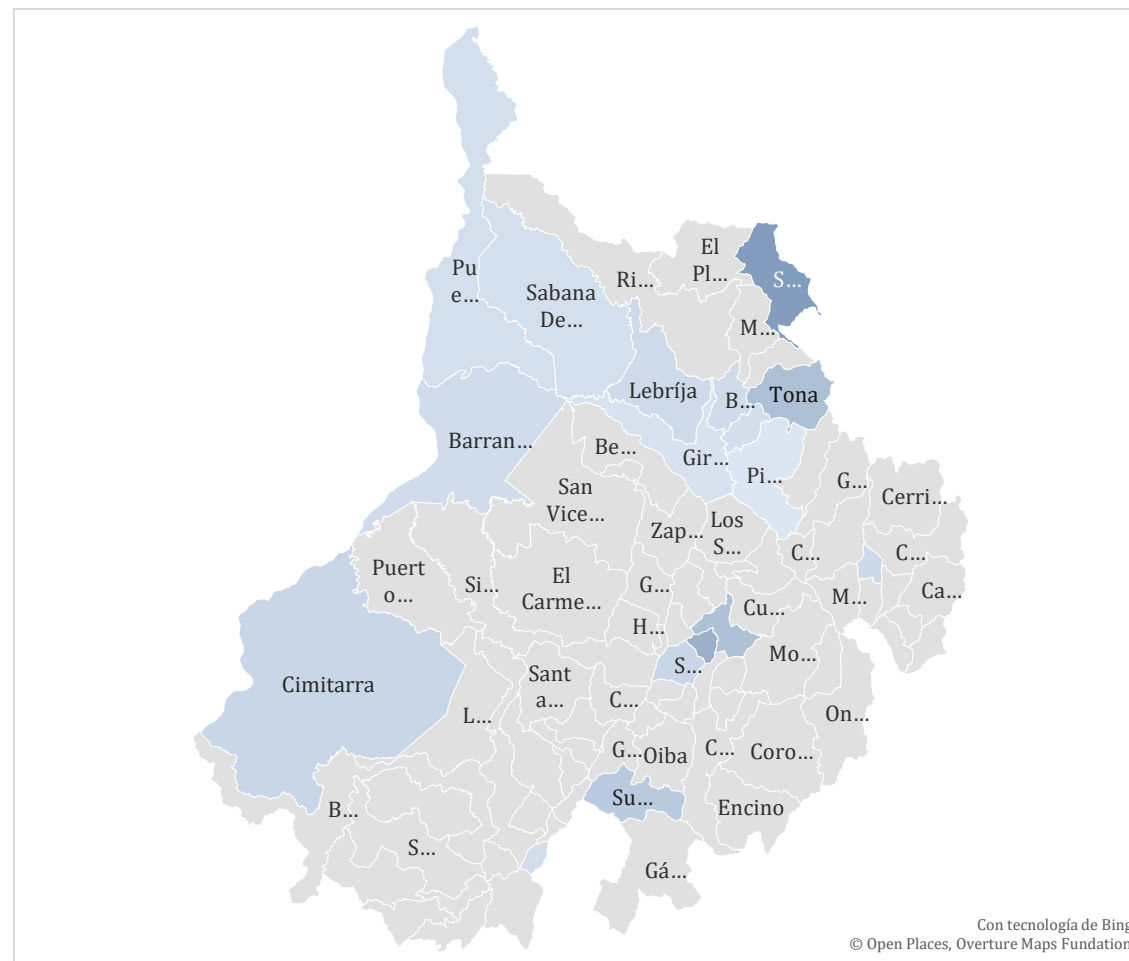 El
Pl...
S...
Ri...
Pu
e...
Sabana
De...
M...
Lebríja
B...
Tona
Barran...
Be...
Gir...
Pi...
G...
Cerri...
San
Vice...
Zap...
Los
S...
C...
C...
Puert
o...
Si...
El
Carme...
G...
Cu...
M...
Ca...
H...
Mo...
Cimitarra
Sant
a...
S...
C...
L...
On...
G...
Oiba
C...
Coro...
Su...
Encino
B...
S...
Gá...
Con tecnología de Bing
© Open Places, Overture Maps Fundation